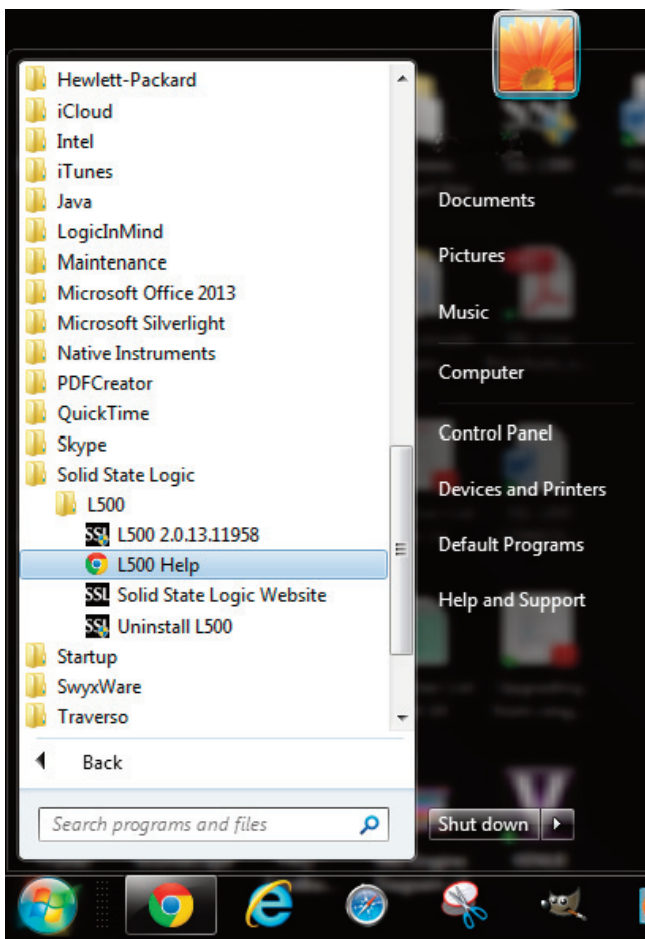 Hewlett-Packard
iCloud
Intel
iTunes
Java
LogicInMind
Maintenance
Microsoft Office 2013
Microsoft Silverlight
Native Instruments
PDFCreator
QuickTime
Skype
Solid State Logic
L500
SSL L500 2.0.13.11958
L500 Help
SSL Solid State Logic Website
SSL Uninstall L500
Startup
SwyxWare
Traverso
Back
Search programs and files
Documents
Pictures
Music
Computer
Control Panel
Devices and Printers
Default Programs
Help and Support
Shut down